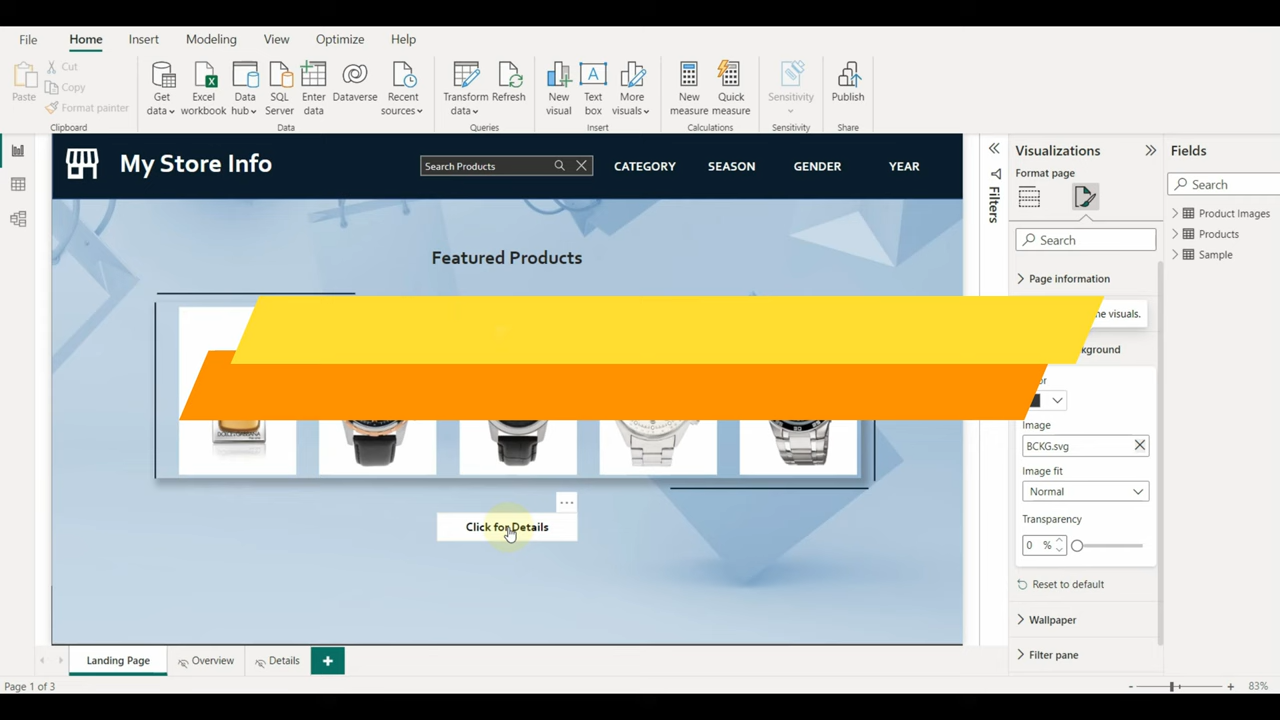 File Home Insert Modeling View Optimize Help
Paste Cut Copy Format painter
Get data Excel workbook Data hub SQL Server Enter data Dataverse Recent sources Transform data Refresh New visual Text box More visuals New measure Quick measure Sensitivity Publish
Clipboard Data Queries Insert Calculations Sensitivity Share
My Store Info
Search Products
CATEGORY SEASON GENDER YEAR
Featured Products
Click for Details
Filters
Visualizations
Format page
Search
Page information
visuals.
Image
BCKG.svg
Image fit
Normal
Transparency
0 %
Reset to default
Wallpaper
Filter pane
Fields
Search
Product Images
Products
Sample
Landing Page Overview Details
Page 1 of 3
83%